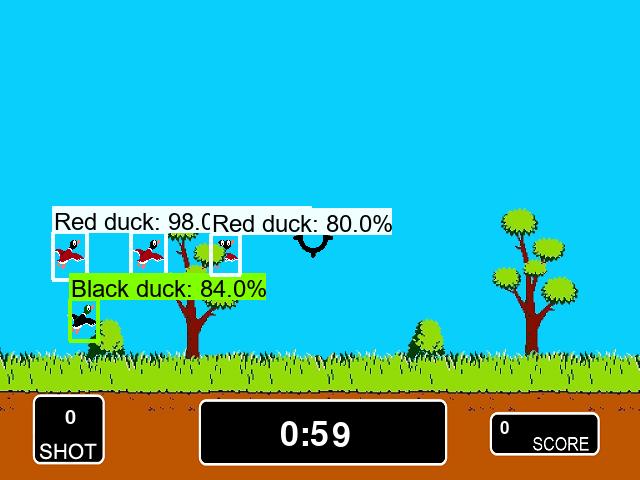 Red duck: 98.0
Red duck: 80.0%
Black duck: 84.0%
0
SHOT
0:59
0
SCORE